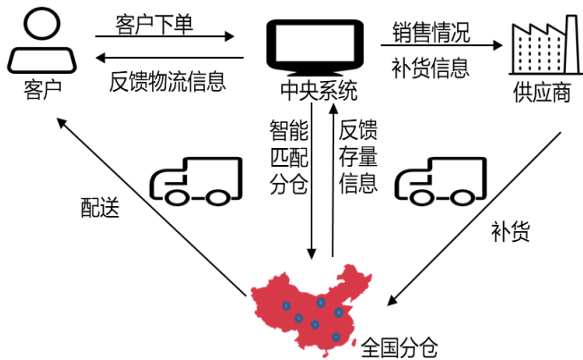 客户下单
反馈物流信息
客户
中央系统
销售情况
补货信息
供应商
智能
匹配
分仓
反馈
存量
信息
配送
补货
全国分仓